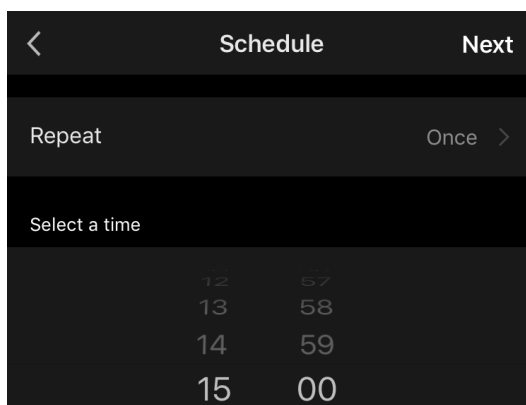 Schedule Next
Repeat Once
Select a time
12 57
13 58
14 59
15 00